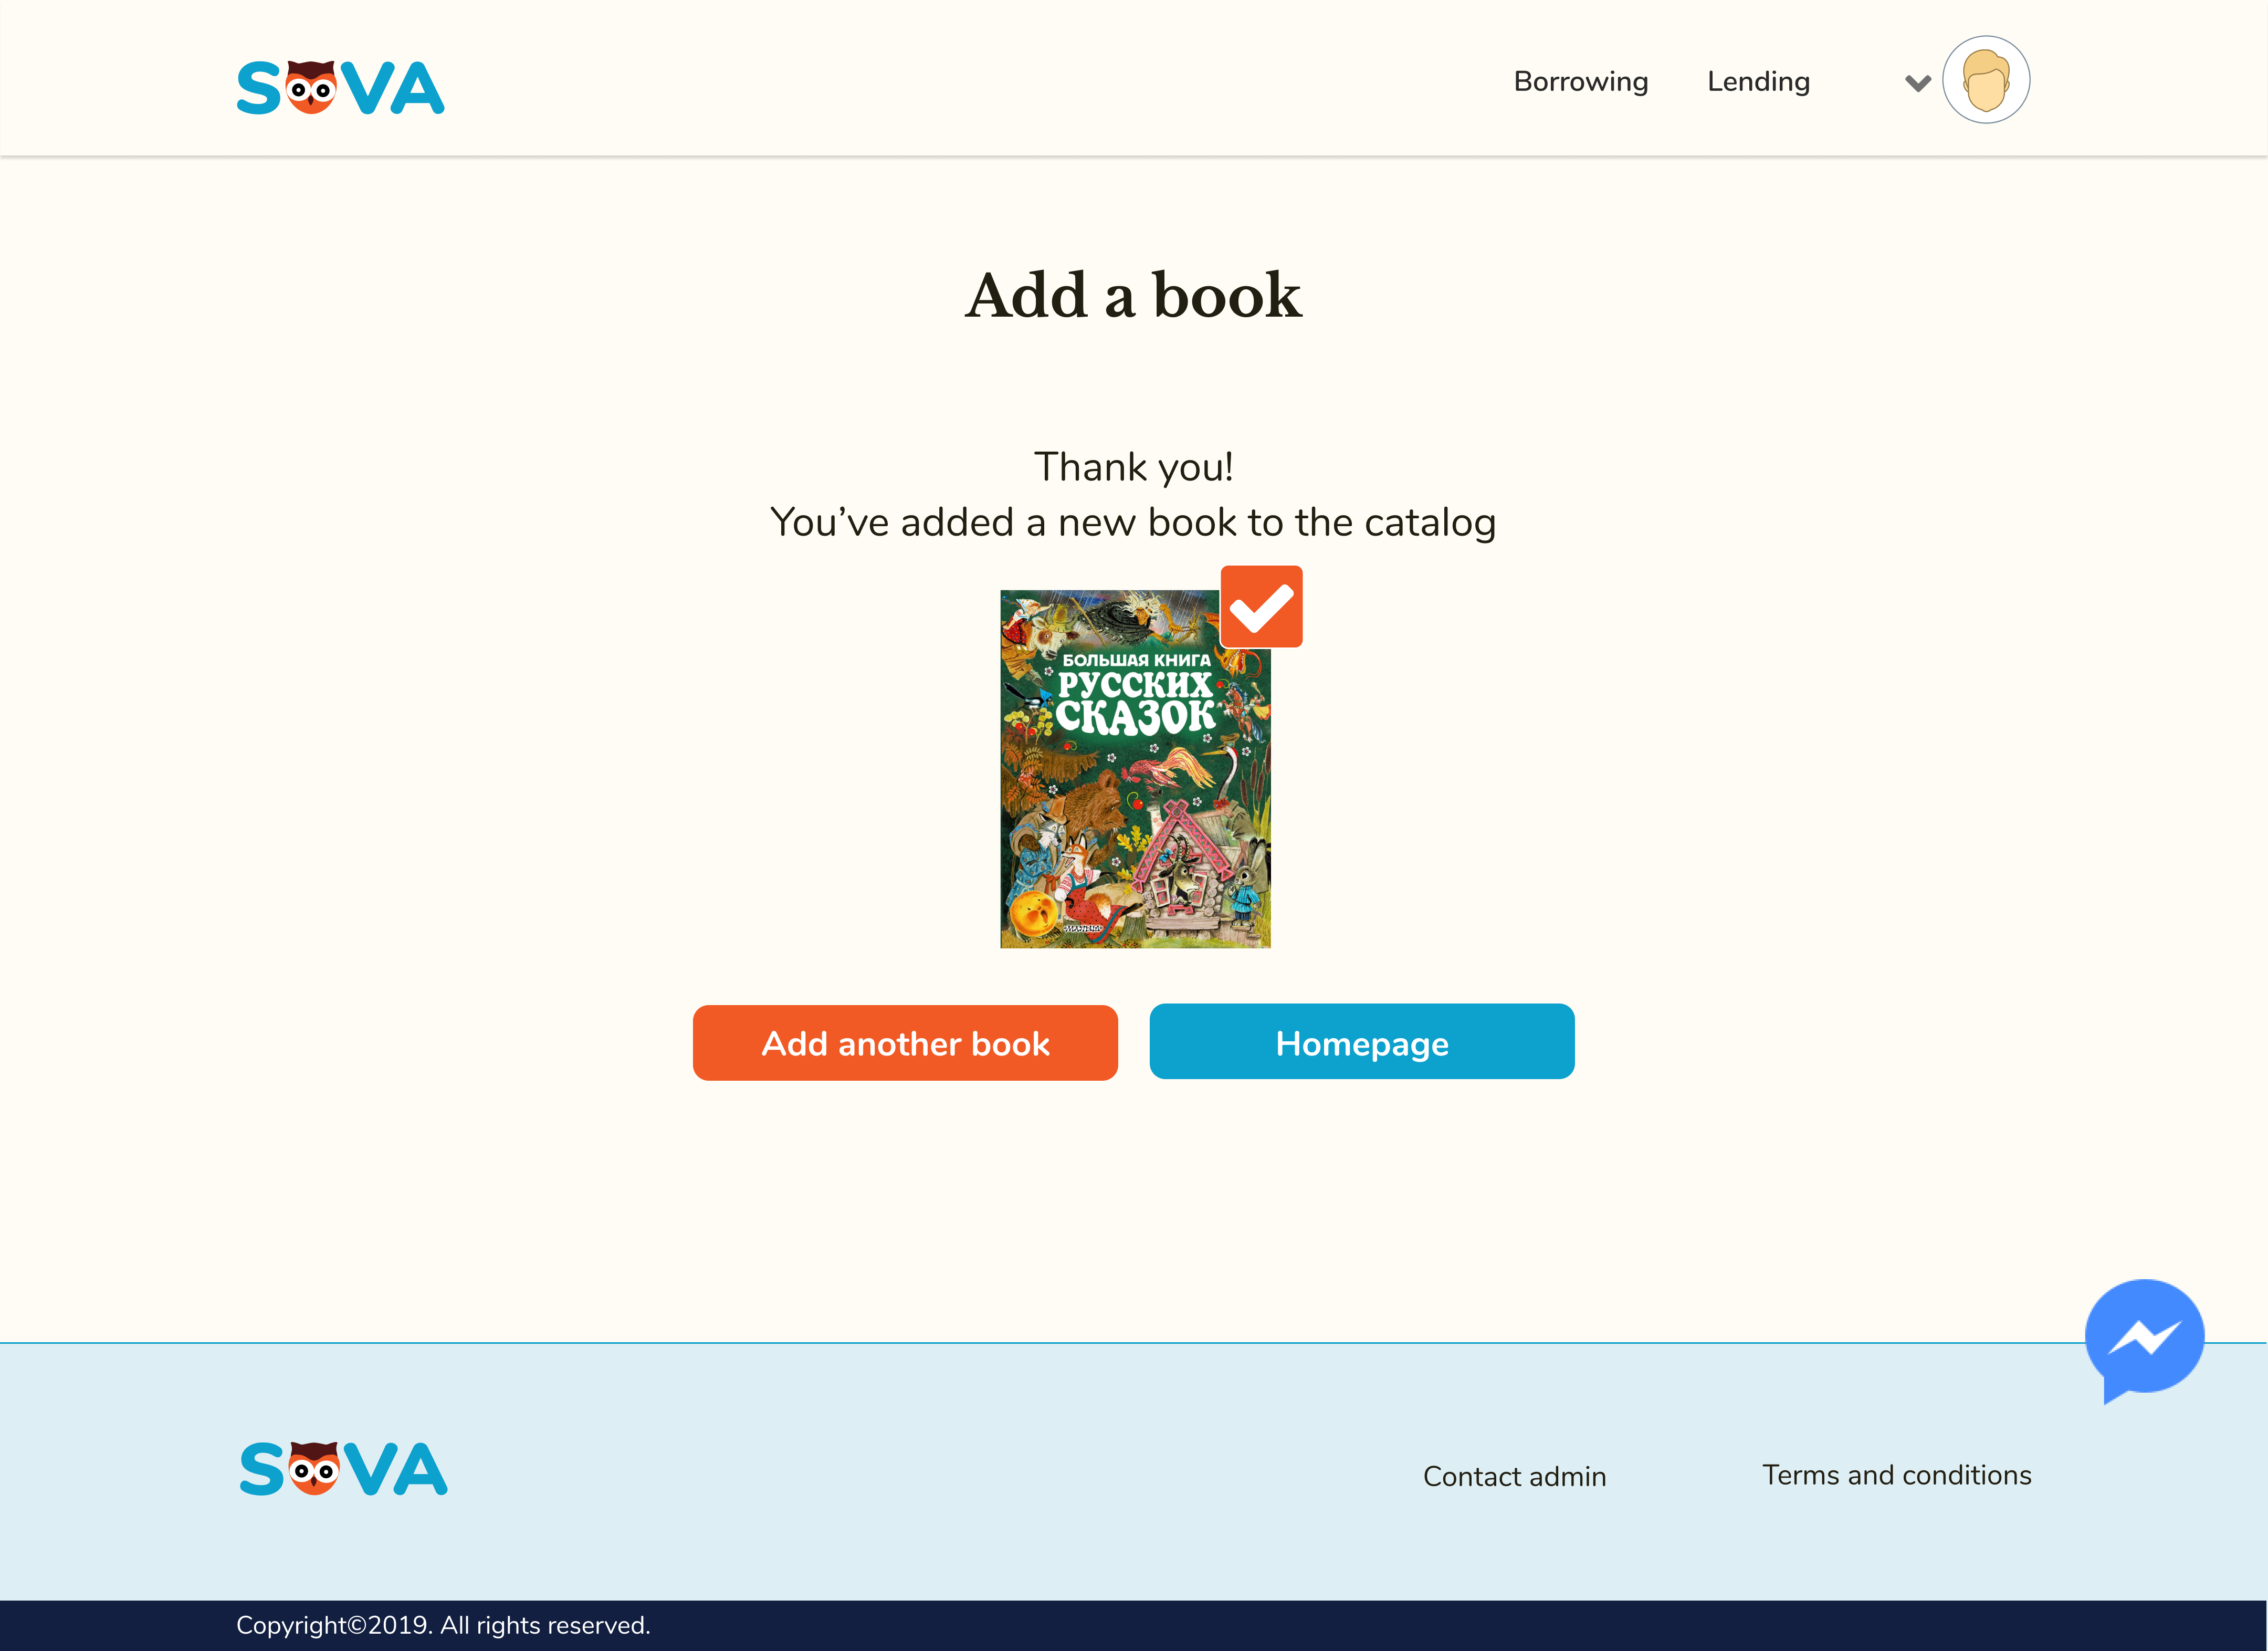 SOVA
Borrowing Lending
Add a book
Thank you!
You’ve added a new book to the catalog
БОЛЬШАЯ КНИГА
РУССКИХ
СКАЗОК
Add another book
Homepage
SOVA
Contact admin
Terms and conditions
Copyright©2019. All rights reserved.